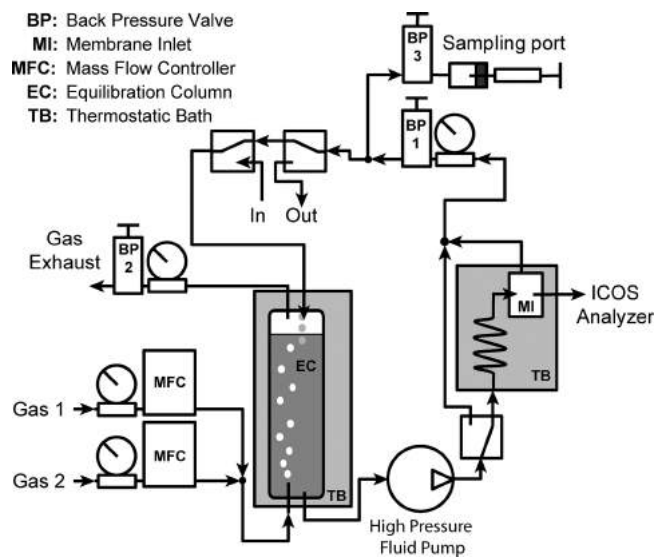 BP: Back Pressure Valve
MI: Membrane Inlet
MFC: Mass Flow Controller
EC: Equilibration Column
TB: Thermostatic Bath
BP
3
Sampling port
BP
1
In
Out
Gas
Exhaust
BP
2
MI
ICOS
Analyzer
TB
EC
MFC
Gas 1
MFC
Gas 2
TB
High Pressure
Fluid Pump